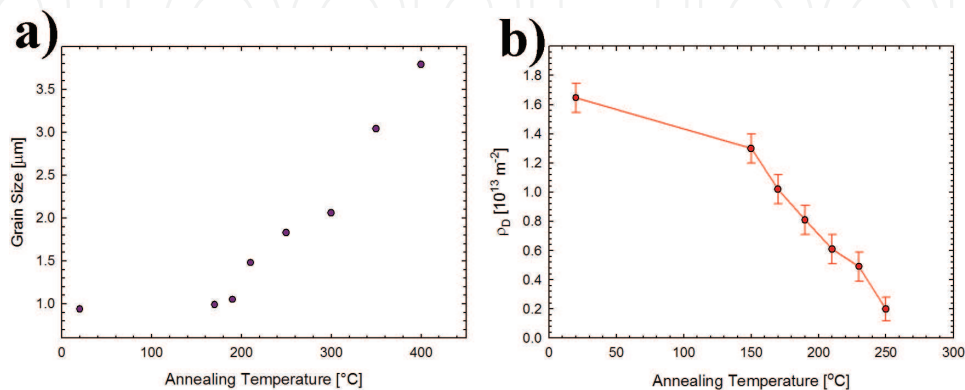 a)
Grain Size [µm]
3.5
3.0
2.5
2.0
1.5
1.0
0 100 200 300 400
Annealing Temperature [°C]
b)
ρD [10¹³ m⁻²]
1.8
1.6
1.4
1.2
1.0
0.8
0.6
0.4
0.2
0.0
0 50 100 150 200 250 300
Annealing Temperature [°C]